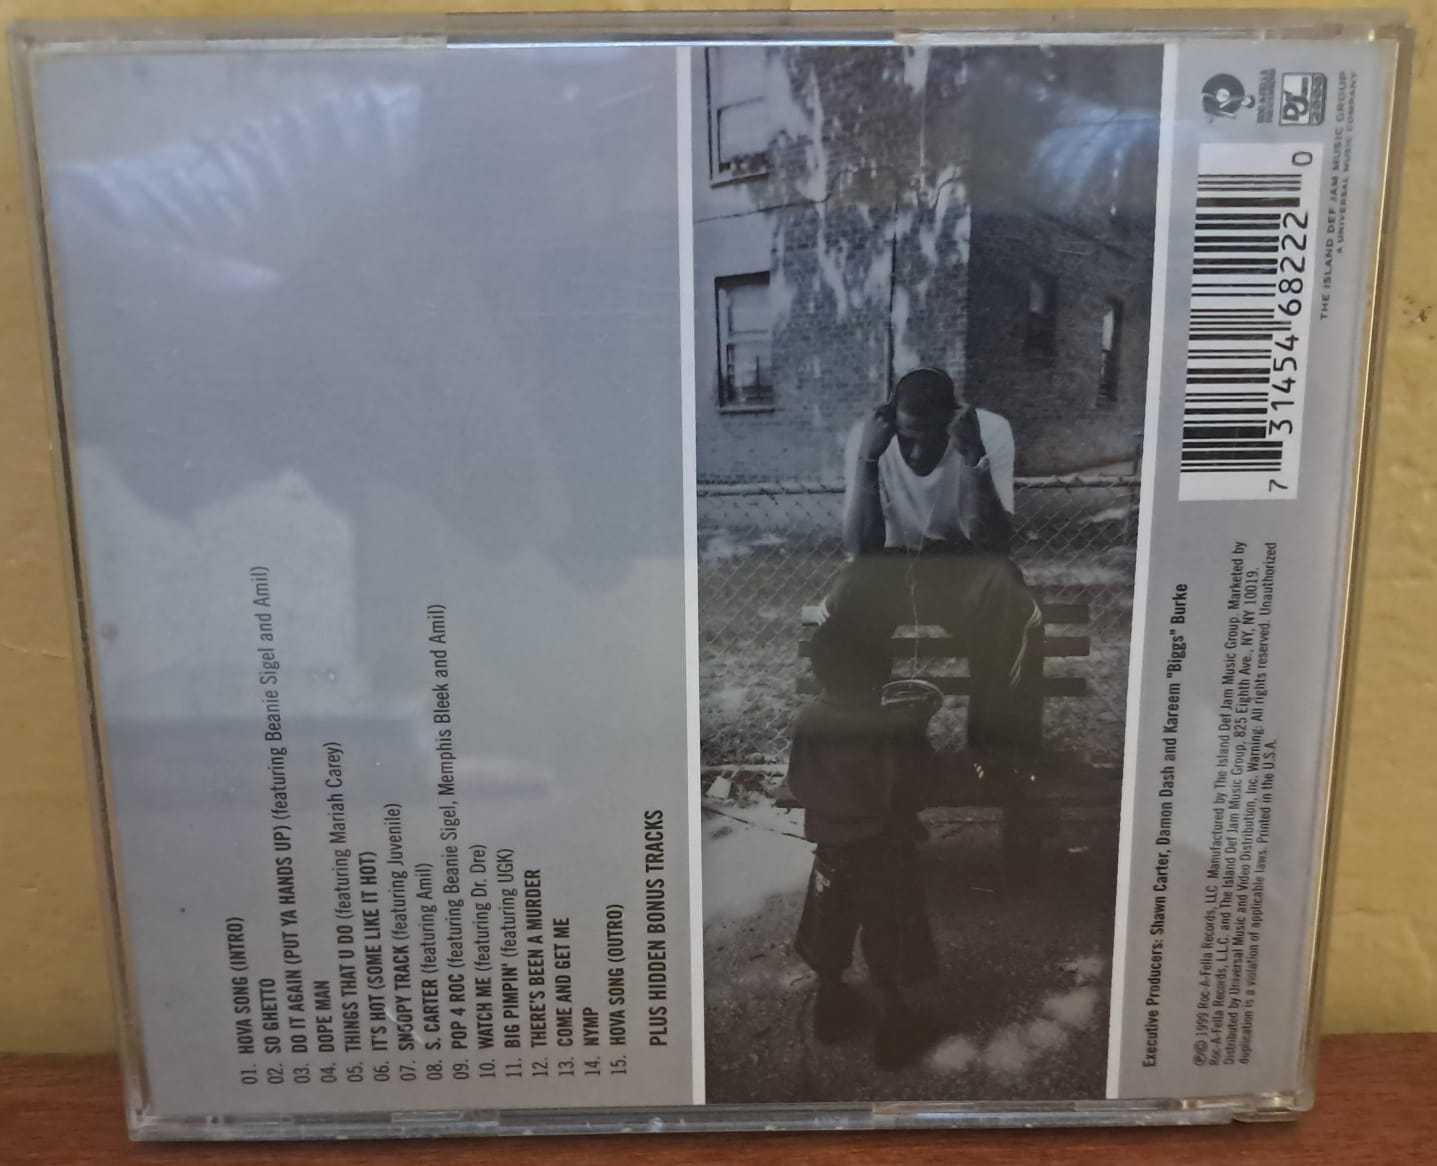 01. HOVA SONG (INTRO)
02. SO GHETTO
03. DO IT AGAIN (PUT YA HANDS UP) (featuring Beanie Sigel and Amil)
04. DOPE MAN
05. THINGS THAT U DO (featuring Mariah Carey)
06. IT'S HOT (SOME LIKE IT HOT)
07. SNOOPY TRACK (featuring Juvenile)
08. S. CARTER (featuring Amil)
09. POP 4 ROC (featuring Beanie Sigel, Memphis Bleek and Amil)
10. WATCH ME (featuring Dr. Dre)
11. BIG PIMPIN' (featuring UGK)
12. THERE'S BEEN A MURDER
13. COME AND GET ME
14. NYMP
15. HOVA SONG (OUTRO)
PLUS HIDDEN BONUS TRACKS
Executive Producers: Shawn Carter, Damon Dash and Kareem "Biggs" Burke
℗© 1999 Roc-A-Fella Records, LLC Manufactured by The Island Def Jam Music Group. Marketed by
Roc-A-Fella Records, L.L.C. and The Island Def Jam Music Group, 825 Eighth Ave., NY, NY 10019.
Distributed by Universal Music and Video Distribution, Inc. Warning: All rights reserved. Unauthorized
duplication is a violation of applicable laws. Printed in the U.S.A.
7 31454 68222 0
ROC-A-FELLA
RECORDS
DEF JAM
2000
THE ISLAND DEF JAM MUSIC GROUP
A UNIVERSAL MUSIC COMPANY